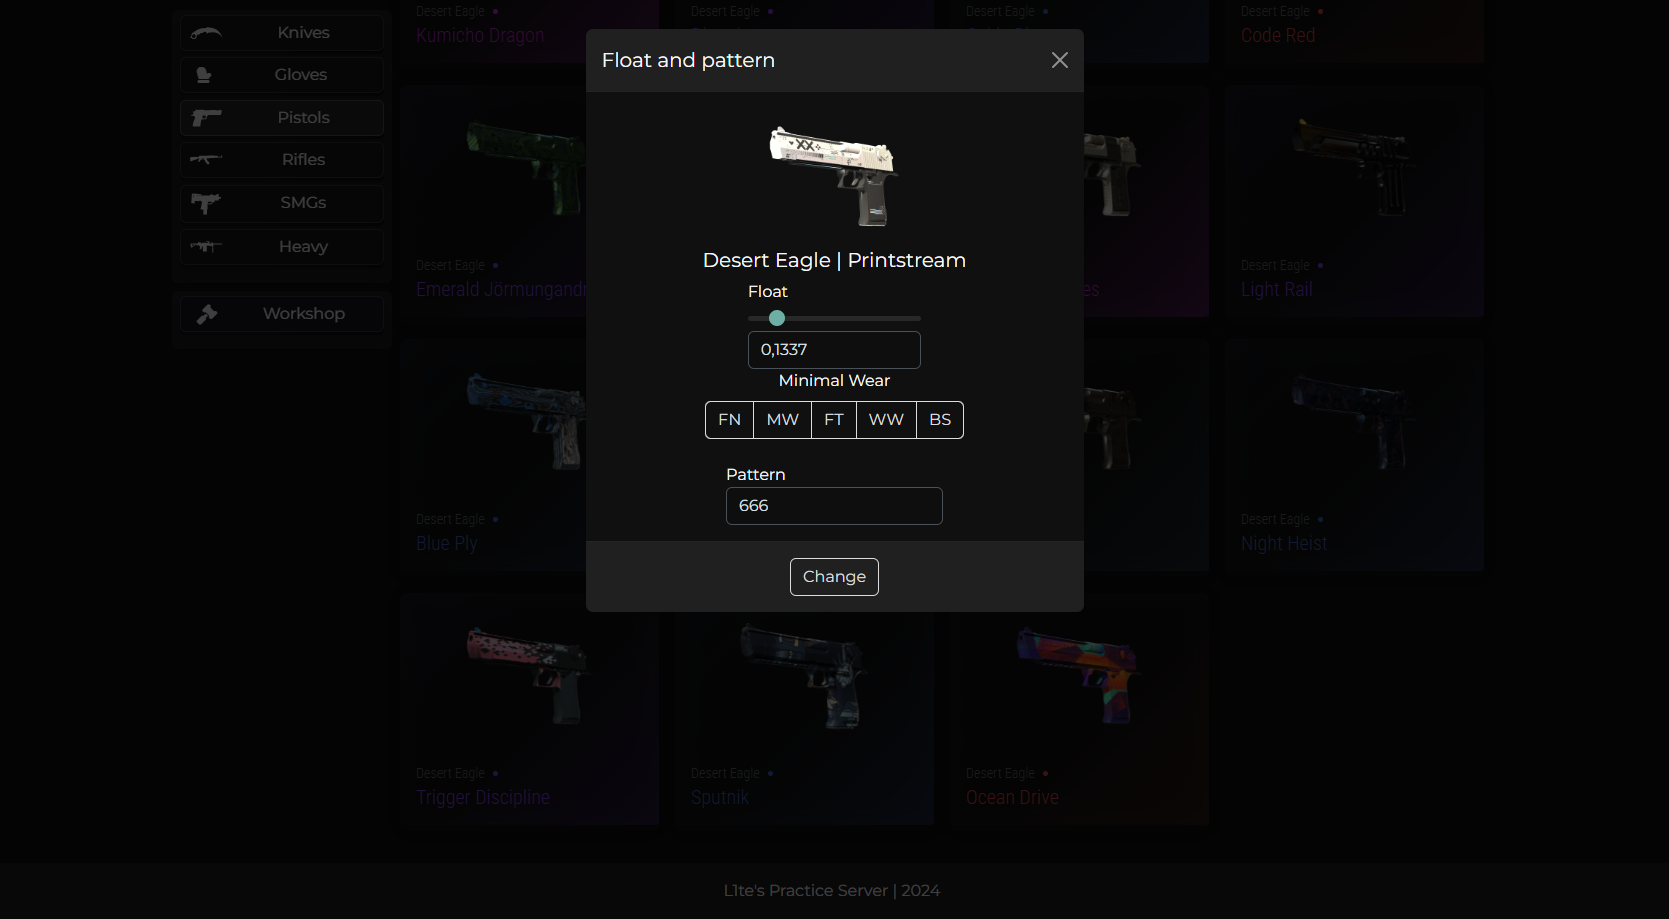 Desert Eagle
Kumicho Dragon
Desert Eagle
Desert Eagle
Desert Eagle
Code Red
Knives
Gloves
Pistols
Rifles
SMGs
Heavy
Workshop
Float and pattern
XX
Desert Eagle | Printstream
Float
0,1337
Minimal Wear
FN
MW
FT
WW
BS
Pattern
666
Change
Desert Eagle
Emerald Jörmungandr
Desert Eagle
Light Rail
Desert Eagle
Blue Ply
Desert Eagle
Night Heist
Desert Eagle
Trigger Discipline
Desert Eagle
Sputnik
Desert Eagle
Ocean Drive
L1te's Practice Server | 2024